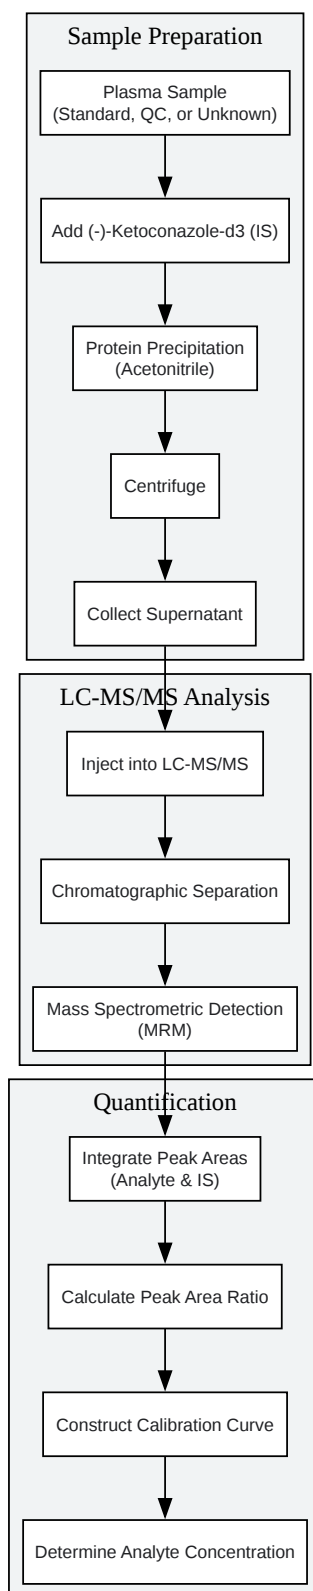 Sample Preparation
Plasma Sample
(Standard, QC, or Unknown)
Add (-)-Ketoconazole-d3 (IS)
Protein Precipitation
(Acetonitrile)
Centrifuge
Collect Supernatant
LC-MS/MS Analysis
Inject into LC-MS/MS
Chromatographic Separation
Mass Spectrometric Detection
(MRM)
Quantification
Integrate Peak Areas
(Analyte & IS)
Calculate Peak Area Ratio
Construct Calibration Curve
Determine Analyte Concentration